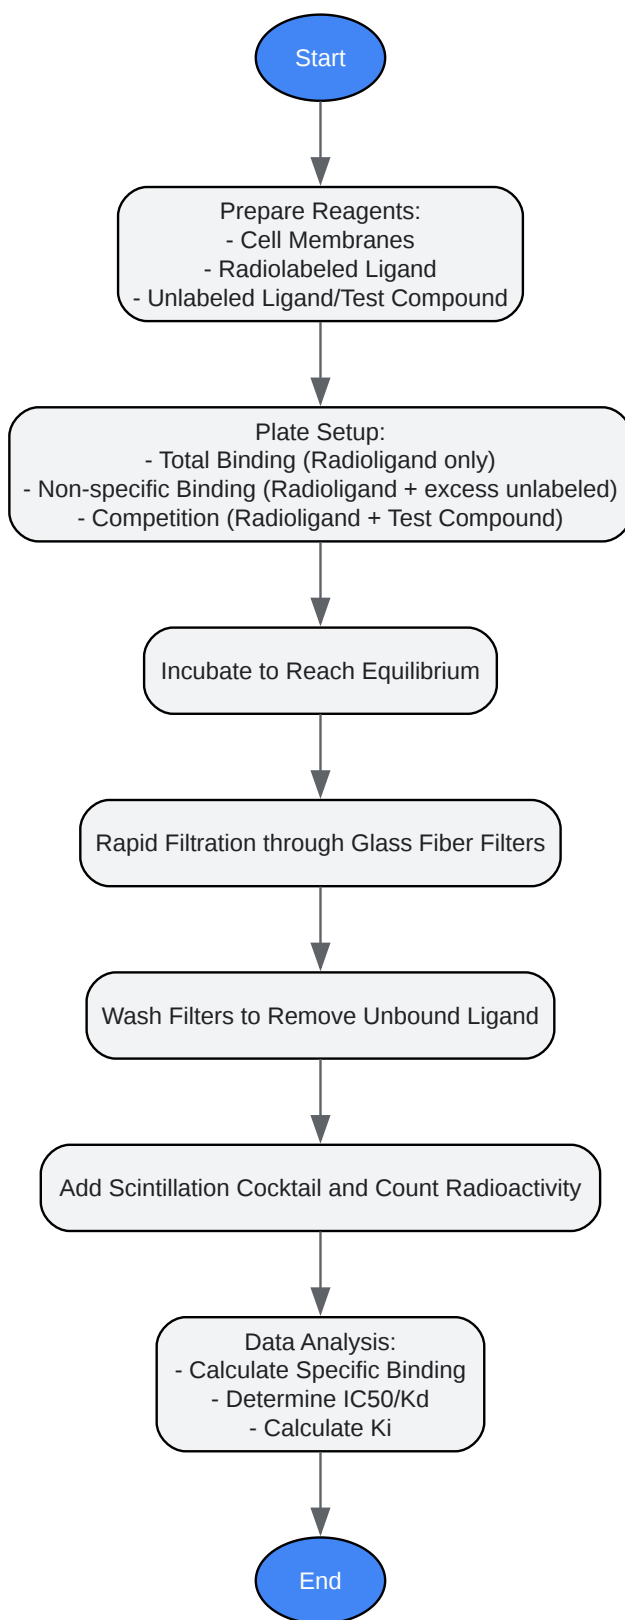 Start
Prepare Reagents:
- Cell Membranes
- Radiolabeled Ligand
- Unlabeled Ligand/Test Compound
Plate Setup:
- Total Binding (Radioligand only)
- Non-specific Binding (Radioligand + excess unlabeled)
- Competition (Radioligand + Test Compound)
Incubate to Reach Equilibrium
Rapid Filtration through Glass Fiber Filters
Wash Filters to Remove Unbound Ligand
Add Scintillation Cocktail and Count Radioactivity
Data Analysis:
- Calculate Specific Binding
- Determine IC50/Kd
- Calculate Ki
End